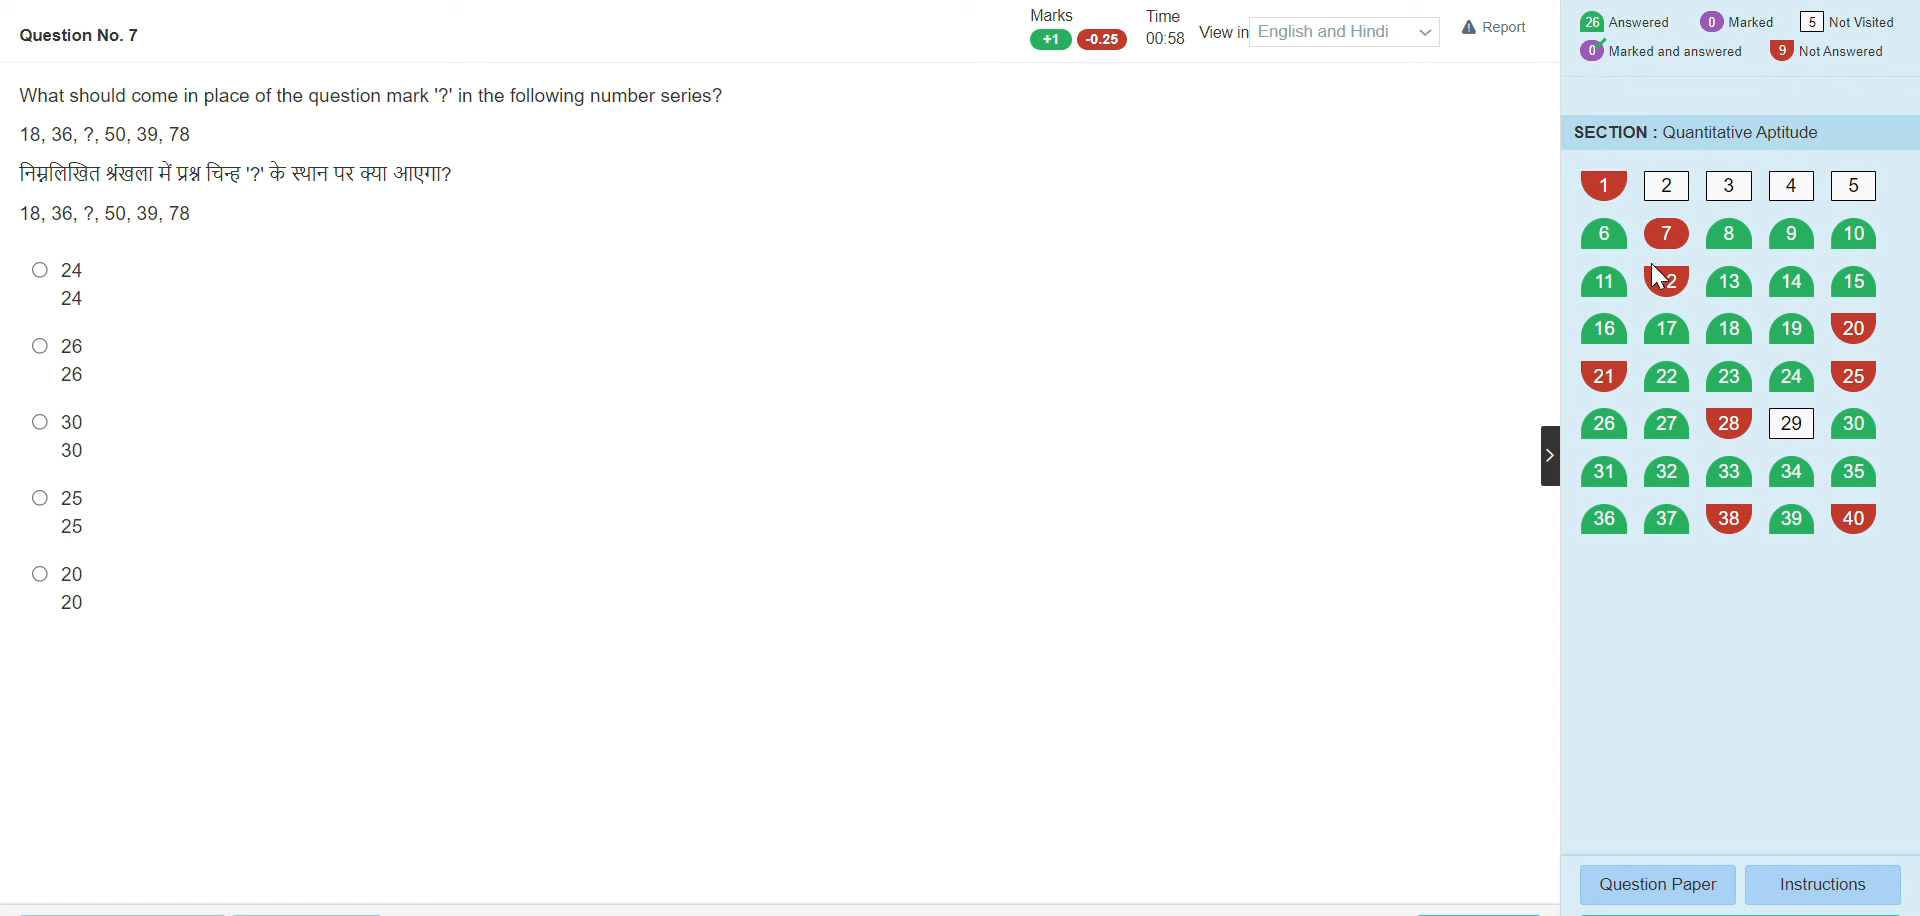 Question No. 7
Marks
+1 -0.25
Time
00:58
View in English and Hindi
Report
What should come in place of the question mark '?' in the following number series?
18, 36, ?, 50, 39, 78
निम्नलिखित श्रंखला में प्रश्न चिन्ह '?' के स्थान पर क्या आएगा?
18, 36, ?, 50, 39, 78
24
24
26
26
30
30
25
25
20
20
26 Answered 0 Marked 5 Not Visited
0 Marked and answered 9 Not Answered
SECTION : Quantitative Aptitude
1 2 3 4 5
6 7 8 9 10
11 2 13 14 15
16 17 18 19 20
21 22 23 24 25
26 27 28 29 30
31 32 33 34 35
36 37 38 39 40
Question Paper Instructions